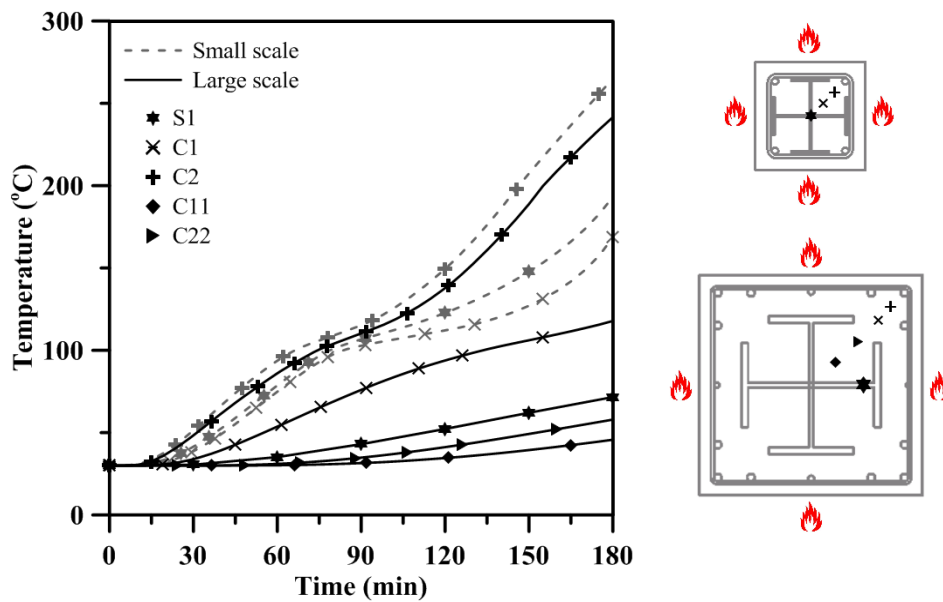 300
Small scale
Large scale
S1
C1
C2
C11
C22
200
100
0
Temperature (°C)
0 30 60 90 120 150 180
Time (min)